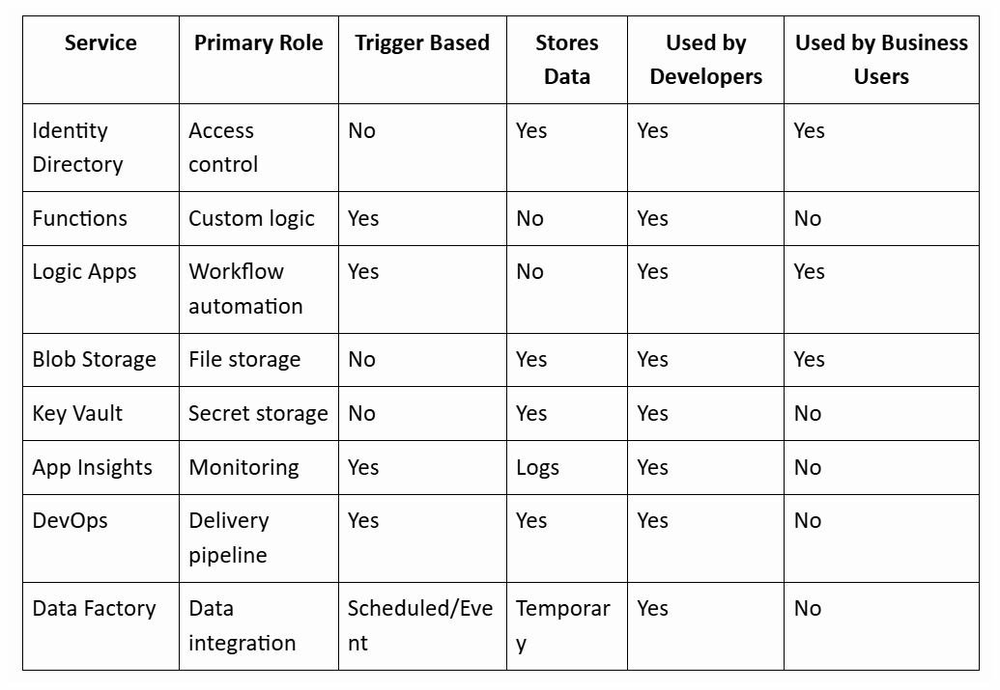 Service Primary Role Trigger Based Stores Data Used by Developers Used by Business Users
Identity Directory Access control No Yes Yes Yes
Functions Custom logic Yes No Yes No
Logic Apps Workflow automation Yes No Yes Yes
Blob Storage File storage No Yes Yes Yes
Key Vault Secret storage No Yes Yes No
App Insights Monitoring Yes Logs Yes No
DevOps Delivery pipeline Yes Yes Yes No
Data Factory Data integration Scheduled/Event Temporary Yes No